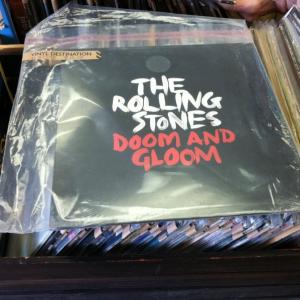 VINYL DESTINATION
THE
ROLLING
STONES
DOOM AND
GLOOM